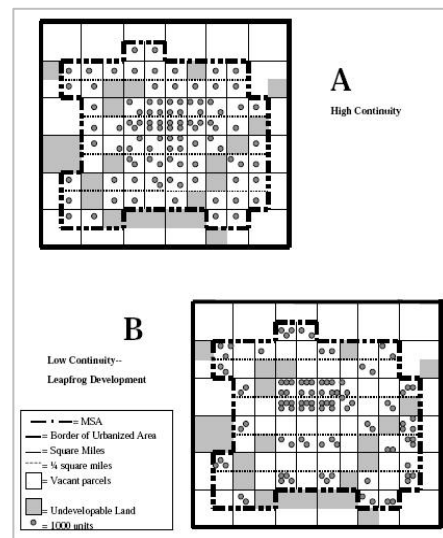 A
High Continuity
B
Low Continuity--
Leapfrog Development
= MSA
= Border of Urbanized Area
= Square Miles
= ¼ square miles
= Vacant parcels
= Undevelopable Land
= 1000 units